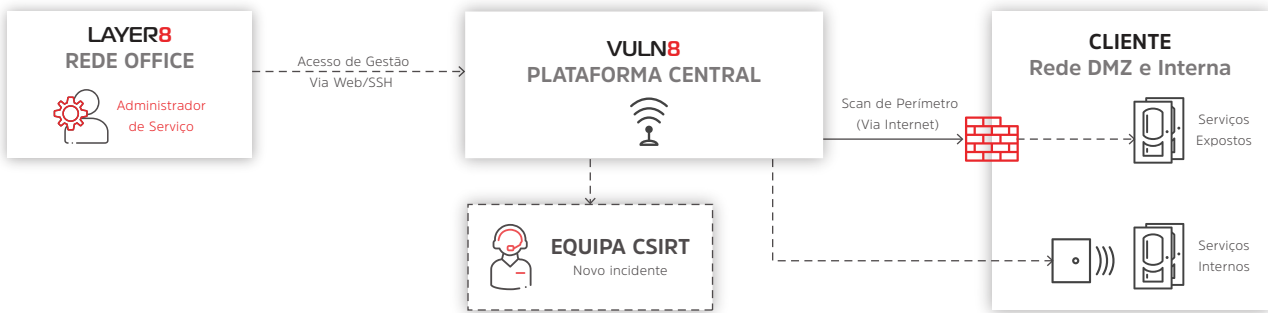 LAYER8
REDE OFFICE
Administrador
de Serviço
Acesso de Gestão
Via Web/SSH
VULN8
PLATAFORMA CENTRAL
EQUIPA CSIRT
Novo incidente
Scan de Perímetro
(Via Internet)
CLIENTE
Rede DMZ e Interna
Serviços
Expostos
Serviços
Internos